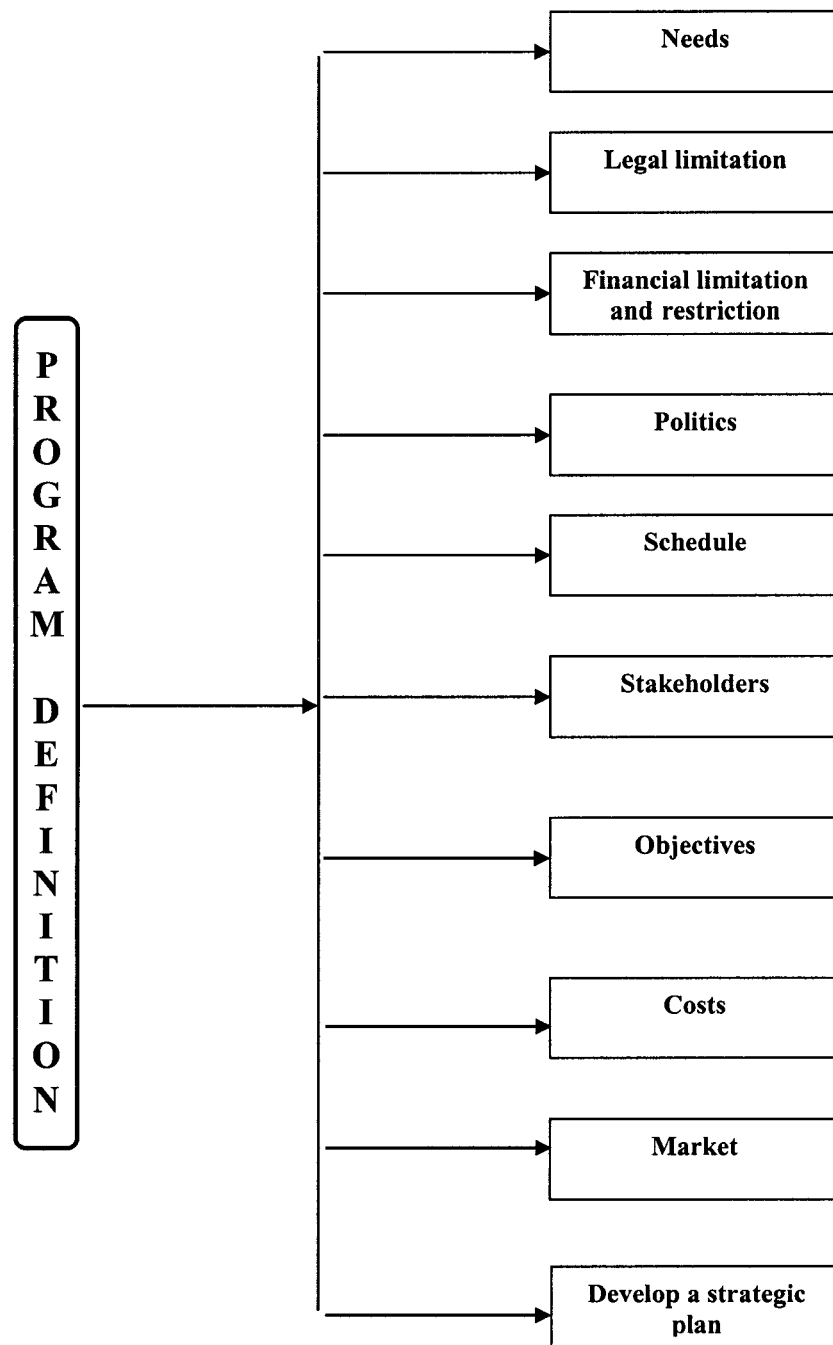 PROGRAM DEFINITION
Needs
Legal limitation
Financial limitation
and restriction
Politics
Schedule
Stakeholders
Objectives
Costs
Market
Develop a strategic
plan